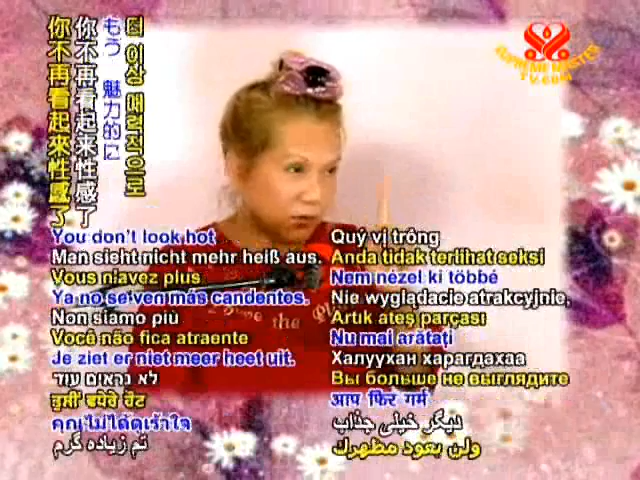 你不再看起來性感了
你不再看起来性感了
もう 魅力的に
더 이상 매력적으로
SUPREME MASTER
TV.COM
You don't look hot
Man sieht nicht mehr heiß aus.
Vous n'avez plus
Ya no se ven más candentes.
Non siamo più
Você não fica atraente
Je ziet er niet meer heet uit.
לא נראים עוד
ਤੁਸੀਂ ਵਧੇਰੇ ਹੌਟ
คุณไม่ได้ดูเร้าใจ
تم زیادہ گرم
Quý vị trông
Anda tidak terlihat seksi
Nem nézel ki többé
Nie wyglądacie atrakcyjnie,
Artık ateş parçası
Nu mai arătați
Халуухан харагдахаа
Вы больше не выглядите
आप फिर गर्म
دیگر خیلی جذاب
ولن يعود مظهرك
the